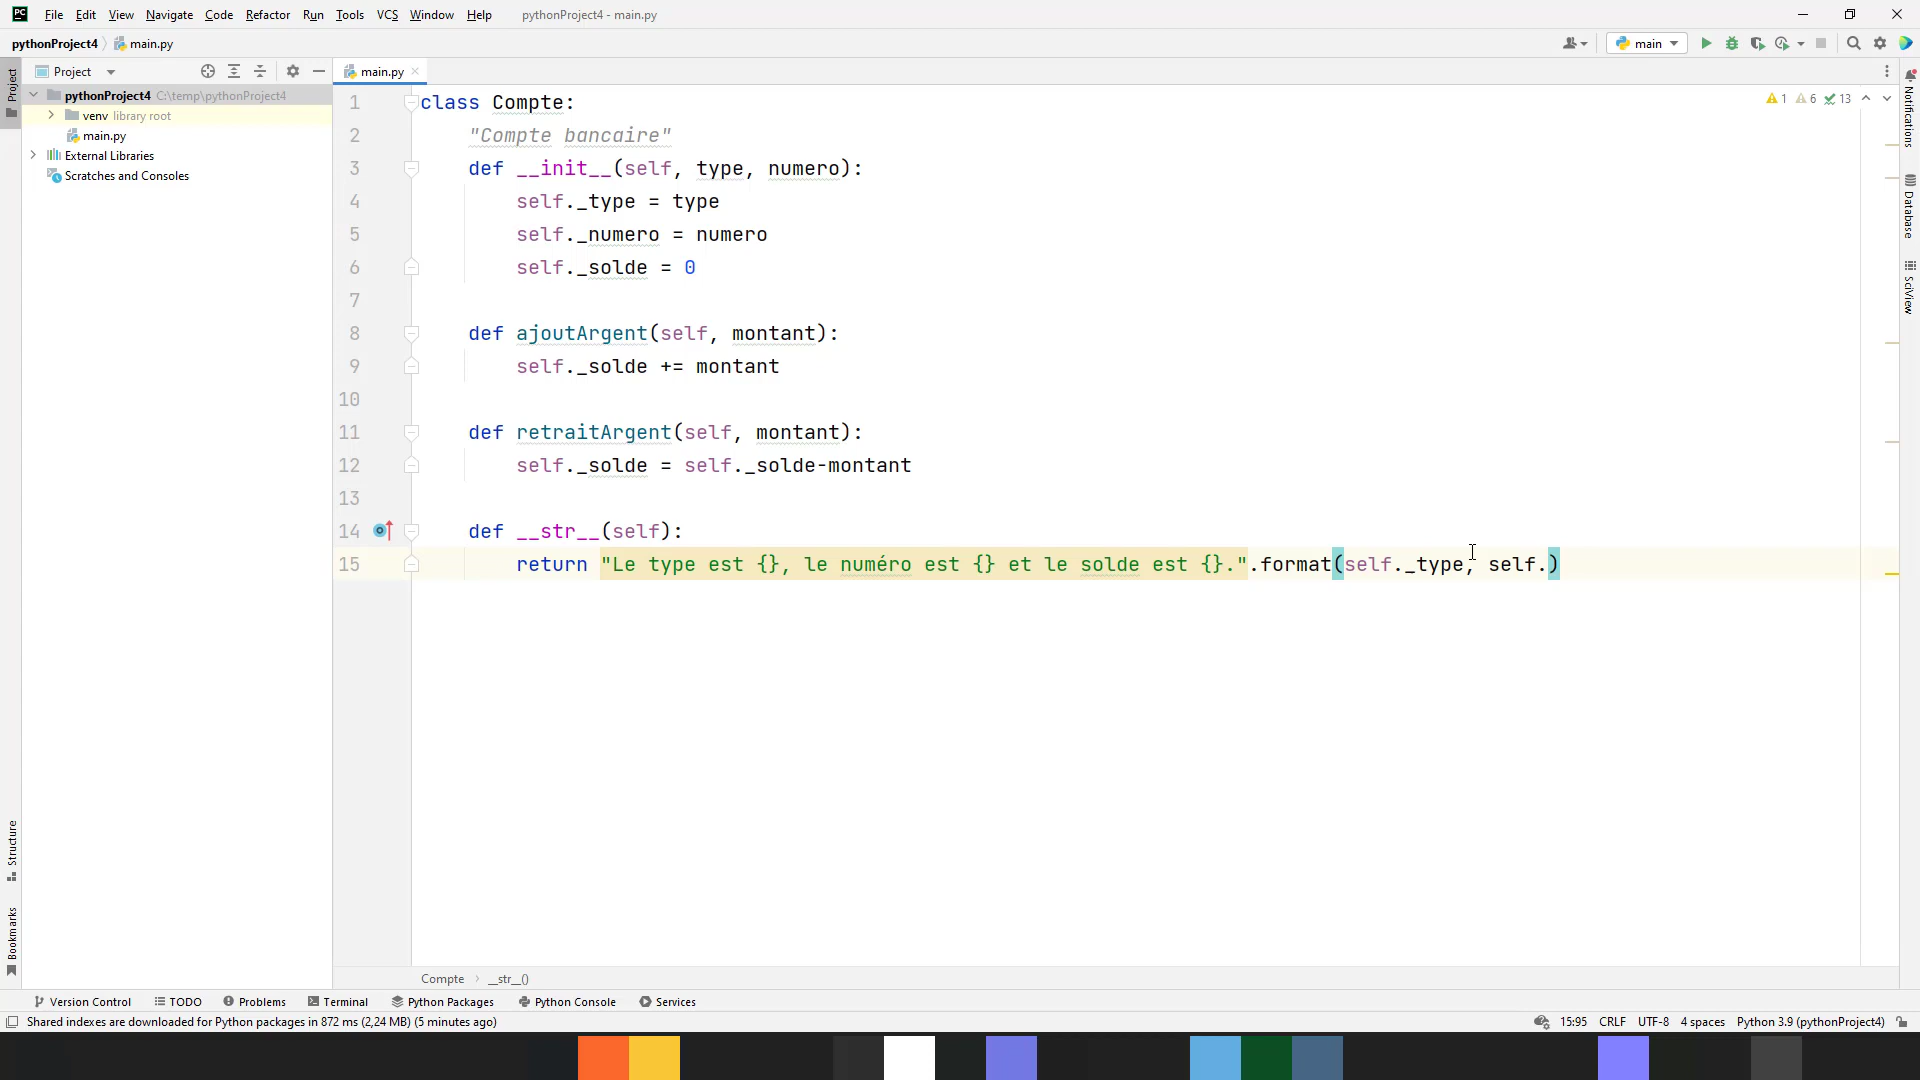 PC File Edit View Navigate Code Refactor Run Tools VCS Window Help pythonProject4 - main.py
pythonProject4 main.py main
Project
Project
main.py
pythonProject4 C:\temp\pythonProject4
venv library root
main.py
External Libraries
Scratches and Consoles
1 class Compte:
2 "Compte bancaire"
3 def __init__(self, type, numero):
4 self._type = type
5 self._numero = numero
6 self._solde = 0
7
8 def ajoutArgent(self, montant):
9 self._solde += montant
10
11 def retraitArgent(self, montant):
12 self._solde = self._solde-montant
13
14 def __str__(self):
15 return "Le type est {}, le numéro est {} et le solde est {}.".format(self._type, self.)
1 6 13
Notifications
Database
SciView
Structure
Bookmarks
Compte __str__()
Version Control TODO Problems Terminal Python Packages Python Console Services
Shared indexes are downloaded for Python packages in 872 ms (2,24 MB) (5 minutes ago) 15:95 CRLF UTF-8 4 spaces Python 3.9 (pythonProject4)